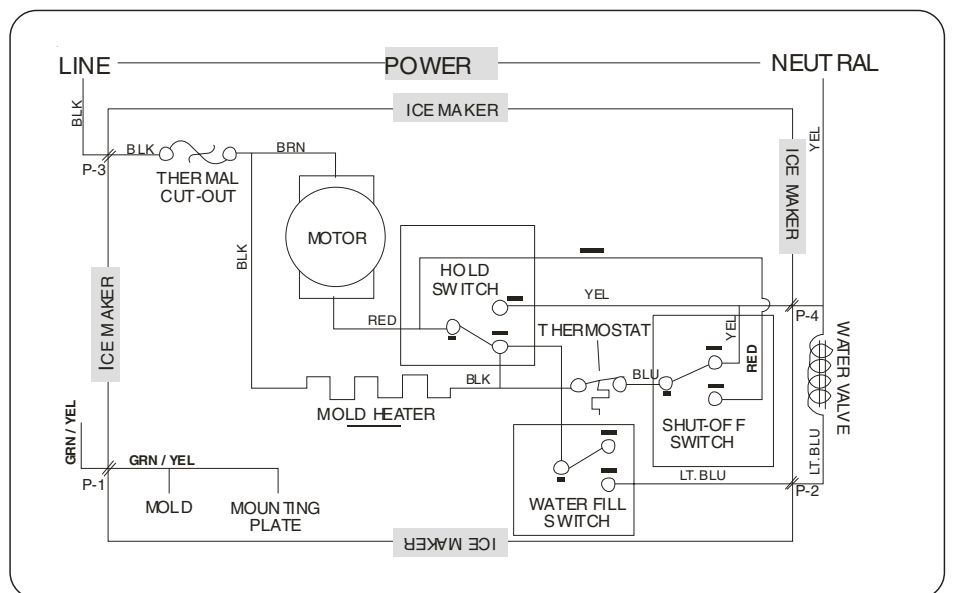 LINE POWER NEUTRAL
ICE MAKER
BLK
YEL
P-3
BLK
BRN
THERMAL
CUT-OUT
ICE MAKER
MOTOR
BLK
HOLD
SWITCH
YEL
P-4
ICE MAKER
RED
THERMOSTAT
YEL
RED
WATER VALVE
BLK
BLU
MOLD HEATER
SHUT-OFF
SWITCH
GRN / YEL
GRN / YEL
P-1
MOLD
MOUNTING
PLATE
WATER FILL
SWITCH
LT.BLU
LT.BLU
P-2
ICE MAKER